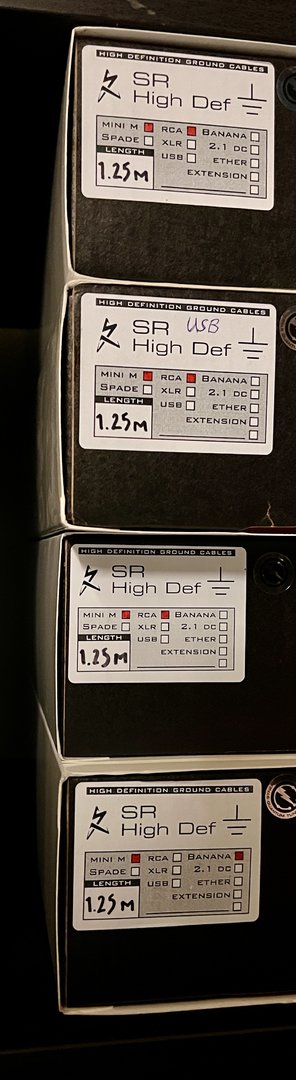 HIGH DEFINITION GROUND CABLES
SR
High Def
MINI M RCA BANANA
SPADE XLR 2.1 DC
LENGTH USB ETHER
1.25 M EXTENSION
HIGH DEFINITION GROUND CABLES
SR USB
High Def
MINI M RCA BANANA
SPADE XLR 2.1 DC
LENGTH USB ETHER
1.25 M EXTENSION
HIGH DEFINITION GROUND CABLES
SR
High Def
MINI M RCA BANANA
SPADE XLR 2.1 DC
LENGTH USB ETHER
1.25 M EXTENSION
HIGH DEFINITION GROUND CABLES
SR
High Def
MINI M RCA BANANA
SPADE XLR 2.1 DC
LENGTH USB ETHER
1.25 M EXTENSION